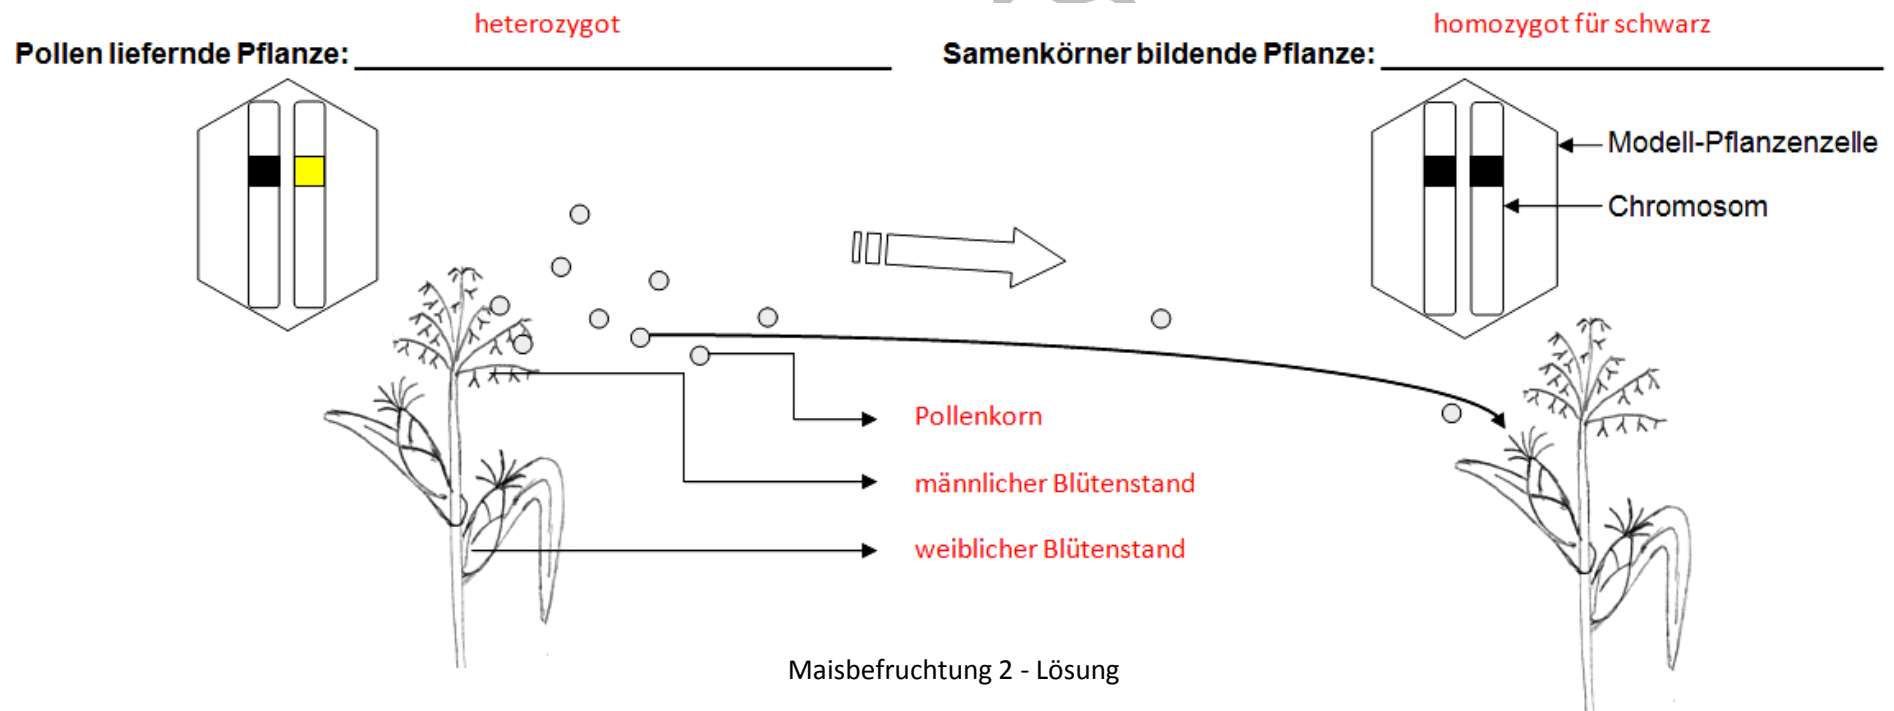 heterozygot
homozygot für schwarz
Pollen liefernde Pflanze:
Samenkörner bildende Pflanze:
Modell-Pflanzenzelle
Chromosom
Pollenkorn
männlicher Blütenstand
weiblicher Blütenstand
Maisbefruchtung 2 - Lösung